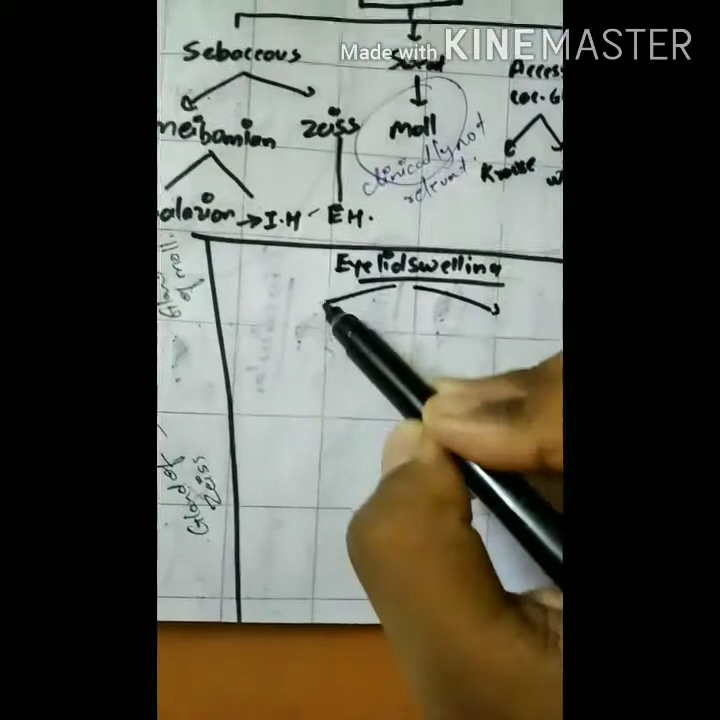 Made with KINEMASTER
Sebaceous
Sweat
Access
Lac. G
meibomian
Zeiss
Moll
clinically not
relevant.
Krause
W
alazion → I.H - EH.
Eyelid swelling
Gland
of moll.
Gland of
Zeiss